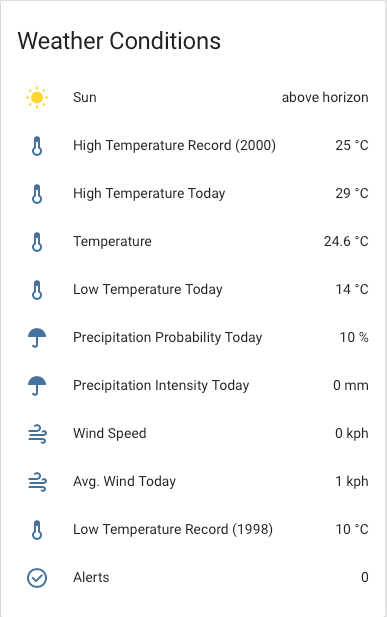 Weather Conditions
Sun above horizon
High Temperature Record (2000) 25 °C
High Temperature Today 29 °C
Temperature 24.6 °C
Low Temperature Today 14 °C
Precipitation Probability Today 10 %
Precipitation Intensity Today 0 mm
Wind Speed 0 kph
Avg. Wind Today 1 kph
Low Temperature Record (1998) 10 °C
Alerts 0